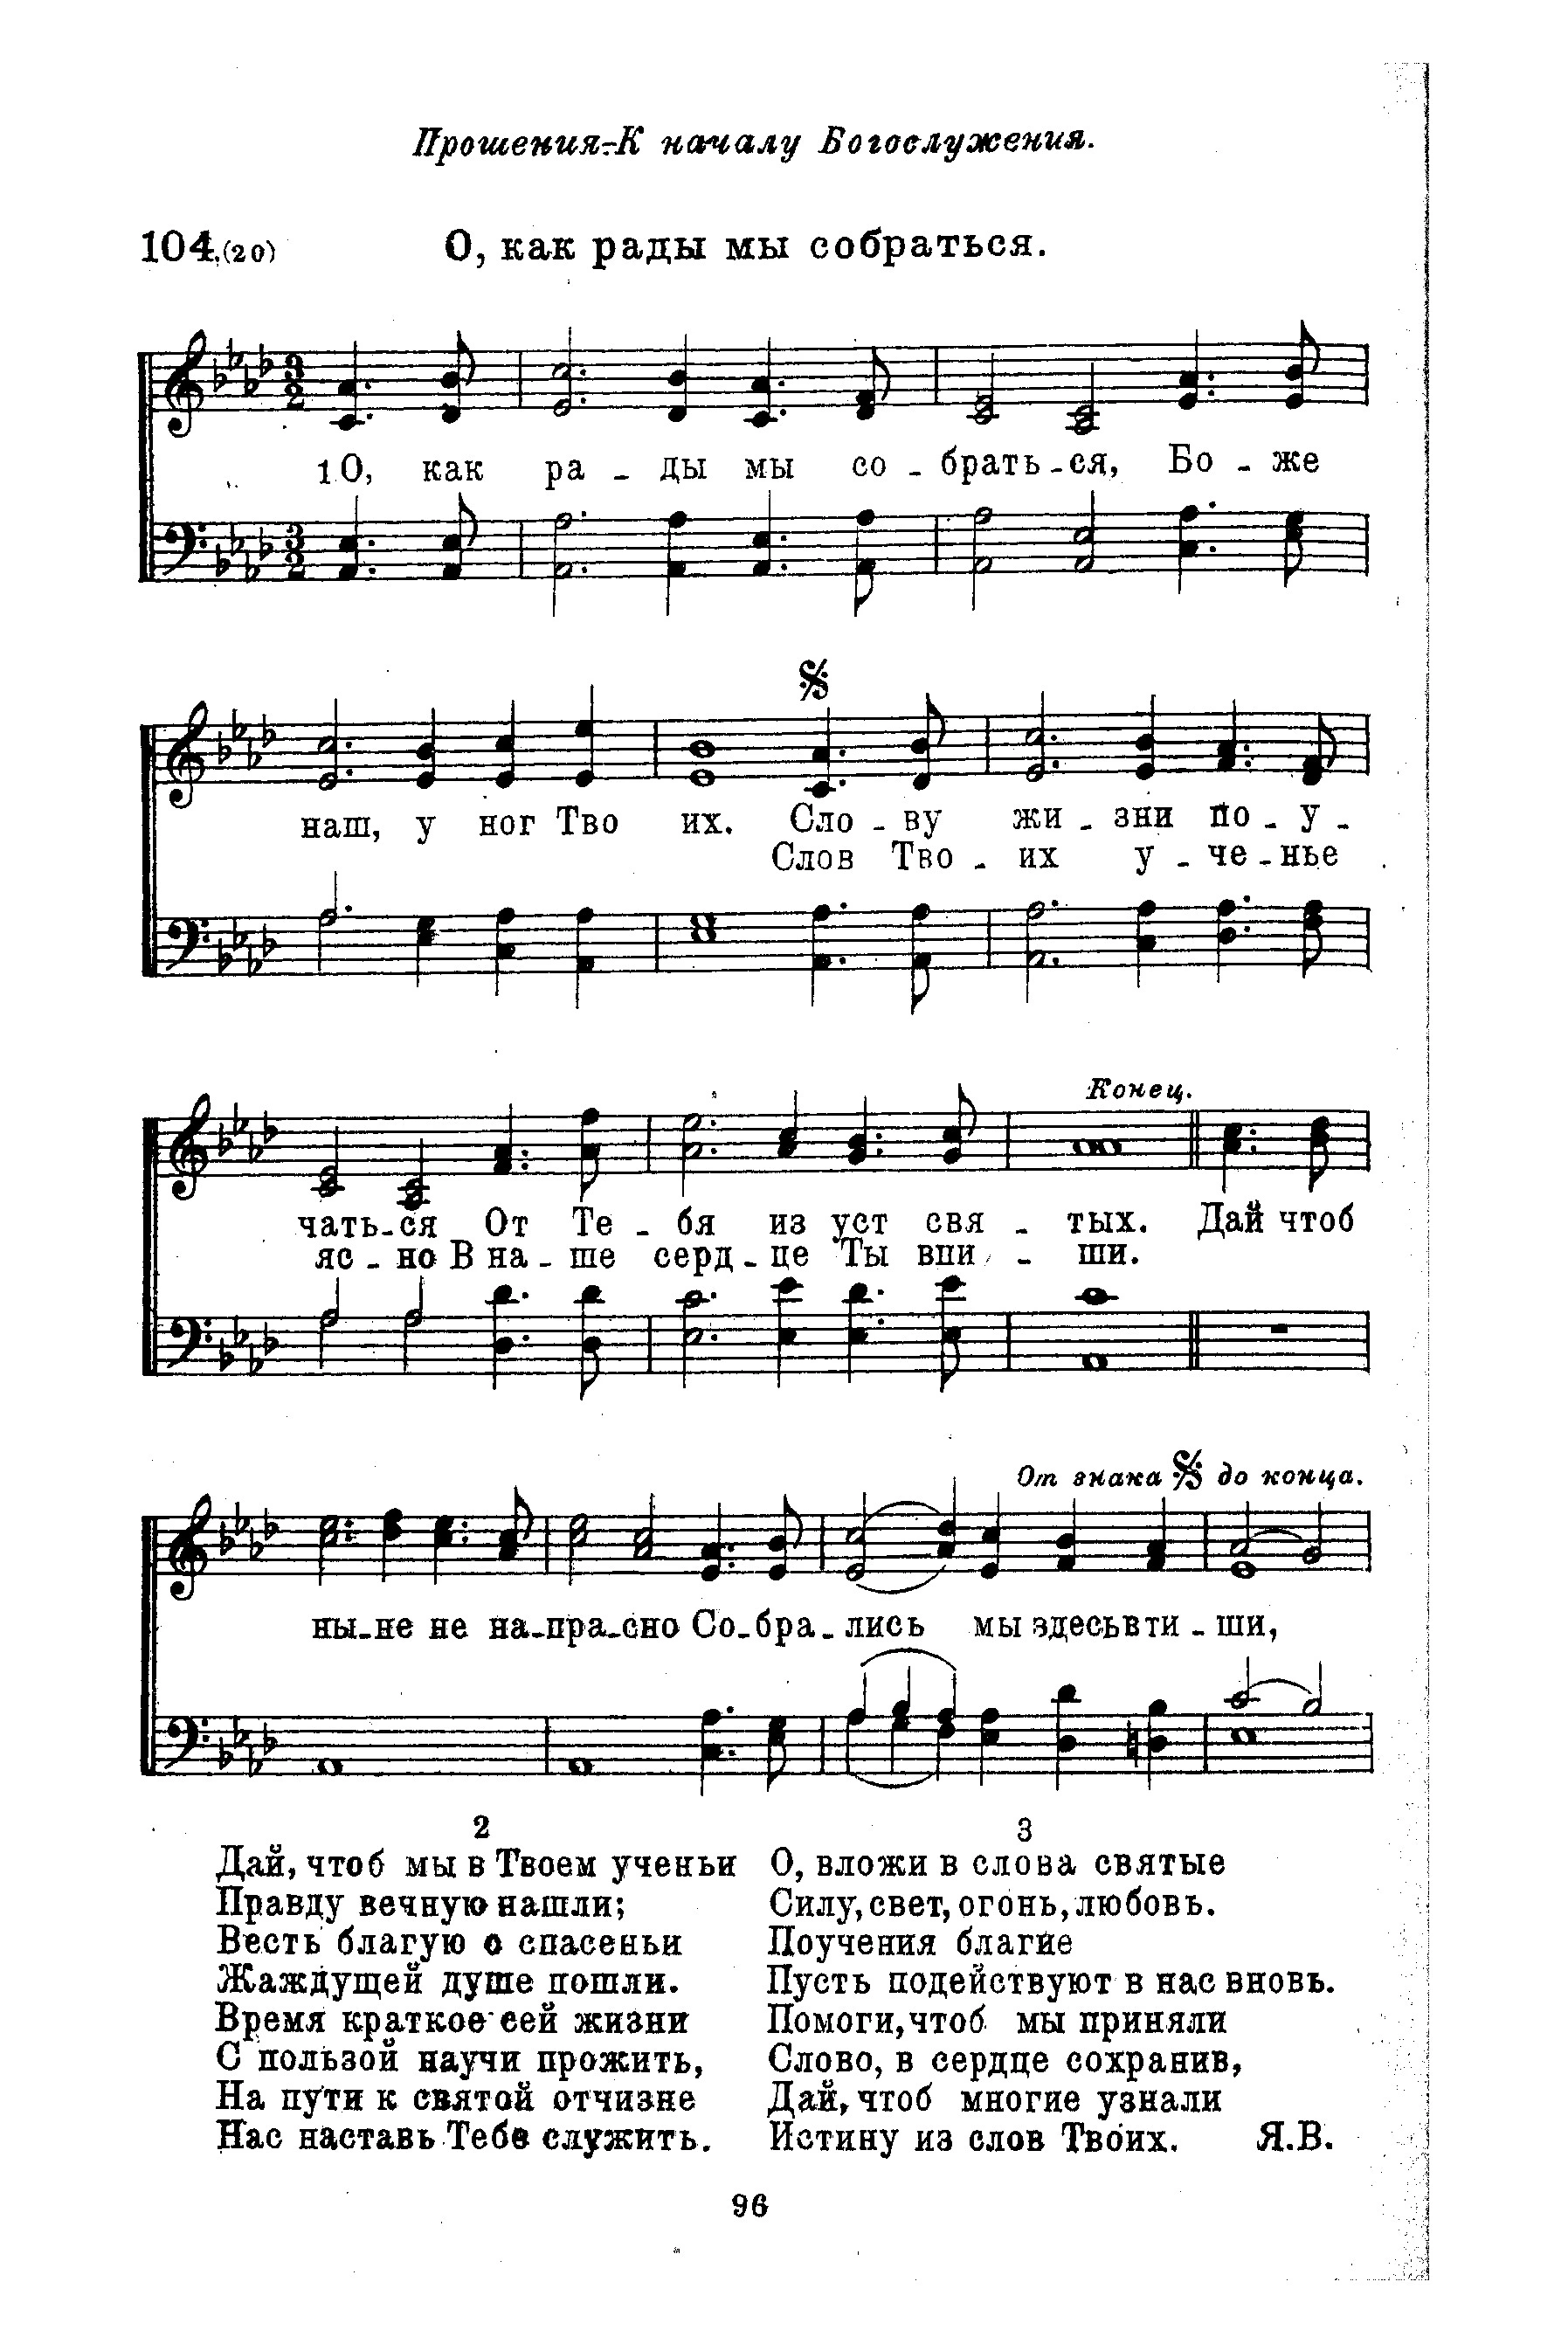 Прошения-К началу Богослужения.
104.(20) О, как рады мы собраться.
1 О, как ра - ды мы со - брать - ся, Бо - же
наш, у ног Тво их. Сло - ву жи - зни по - у -
Слов Тво - их у - че - нье
Конец.
чать - ся От Те - бя из уст свя - тых. Дай чтоб
яс - но В на - ше серд - це Ты впи - ши.
От знака 𝄋 до конца.
ны - не не на - пра - сно Со - бра - лись мы здесь в ти - ши,
2
Дай, чтоб мы в Твоем ученьи
Правду вечную нашли;
Весть благую о спасеньи
Жаждущей душе пошли.
Время краткое сей жизни
С пользой научи прожить,
На пути к святой отчизне
Нас наставь Тебе служить.
3
О, вложи в слова святые
Силу, свет, огонь, любовь.
Поучения благие
Пусть подействуют в нас вновь.
Помоги, чтоб мы приняли
Слово, в сердце сохранив,
Дай, чтоб многие узнали
Истину из слов Твоих. Я.В.
96